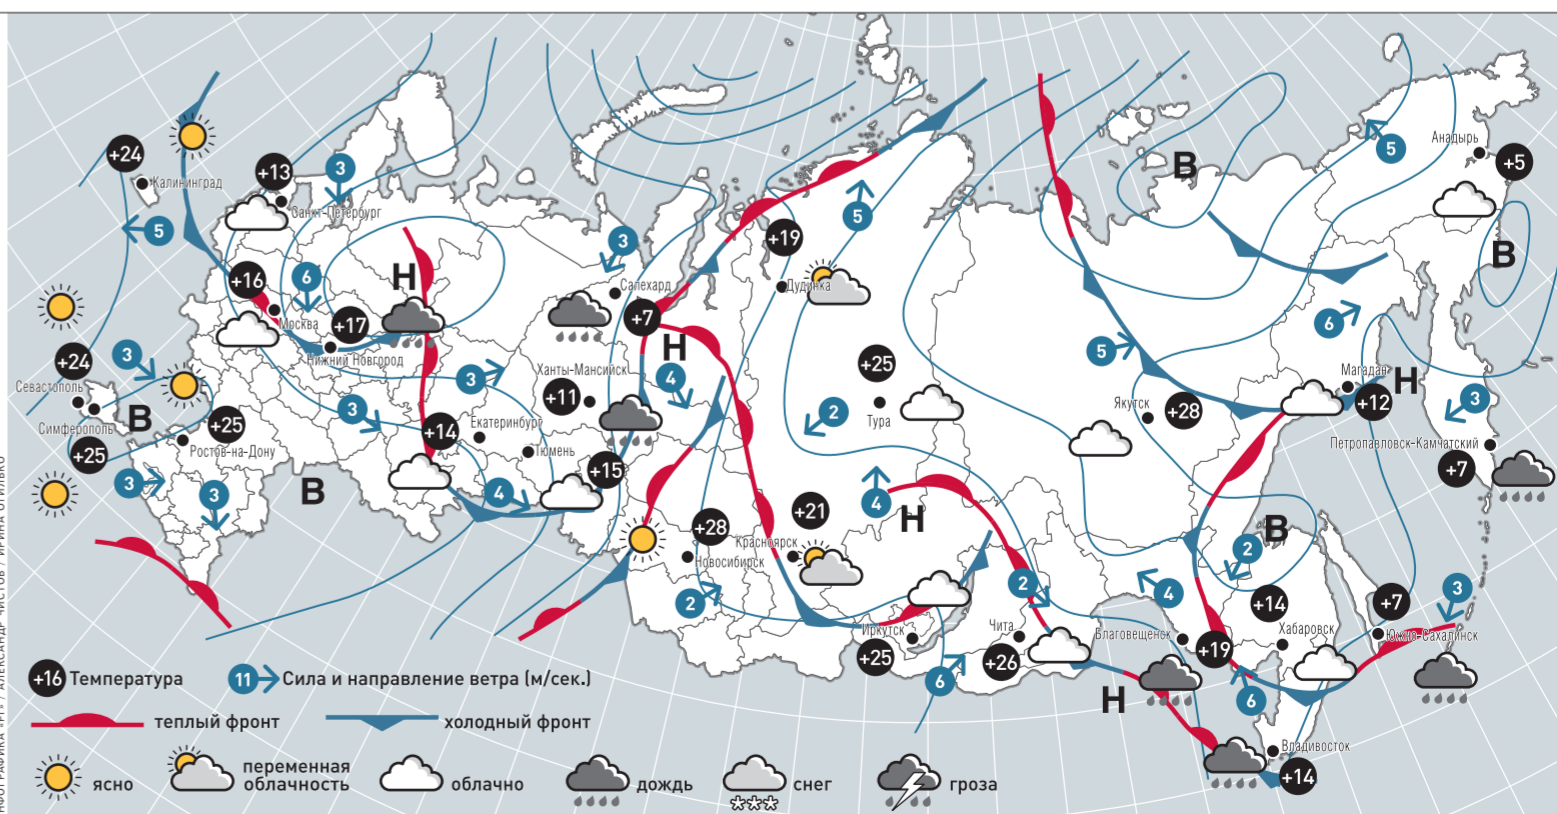 +24
Калининград
5
+13
Санкт-Петербург
3
+16
Москва
6
+17
Нижний Новгород
Н
3
Салехард
+7
Н
4
+19
Дудинка
5
В
5
Анадырь
+5
В
+24
Севастополь
3
Симферополь
+25
В
+25
Ростов-на-Дону
3
3
В
3
3
+14
Екатеринбург
Тюмень
Ханты-Мансийск
+11
+15
4
+25
Тура
2
5
Якутск
+28
6
Магадан
+12
Н
3
Петропавловск-Камчатский
+7
+28
Новосибирск
2
+21
Красноярск
4
Н
Иркутск
+25
6
2
Чита
+26
Благовещенск
4
+19
Н
В
2
+14
Хабаровск
6
+7
Южно-Сахалинск
3
Владивосток
+14
+16 Температура
11 Сила и направление ветра (м/сек.)
теплый фронт
холодный фронт
ясно
переменная
облачность
облачно
дождь
снег
гроза